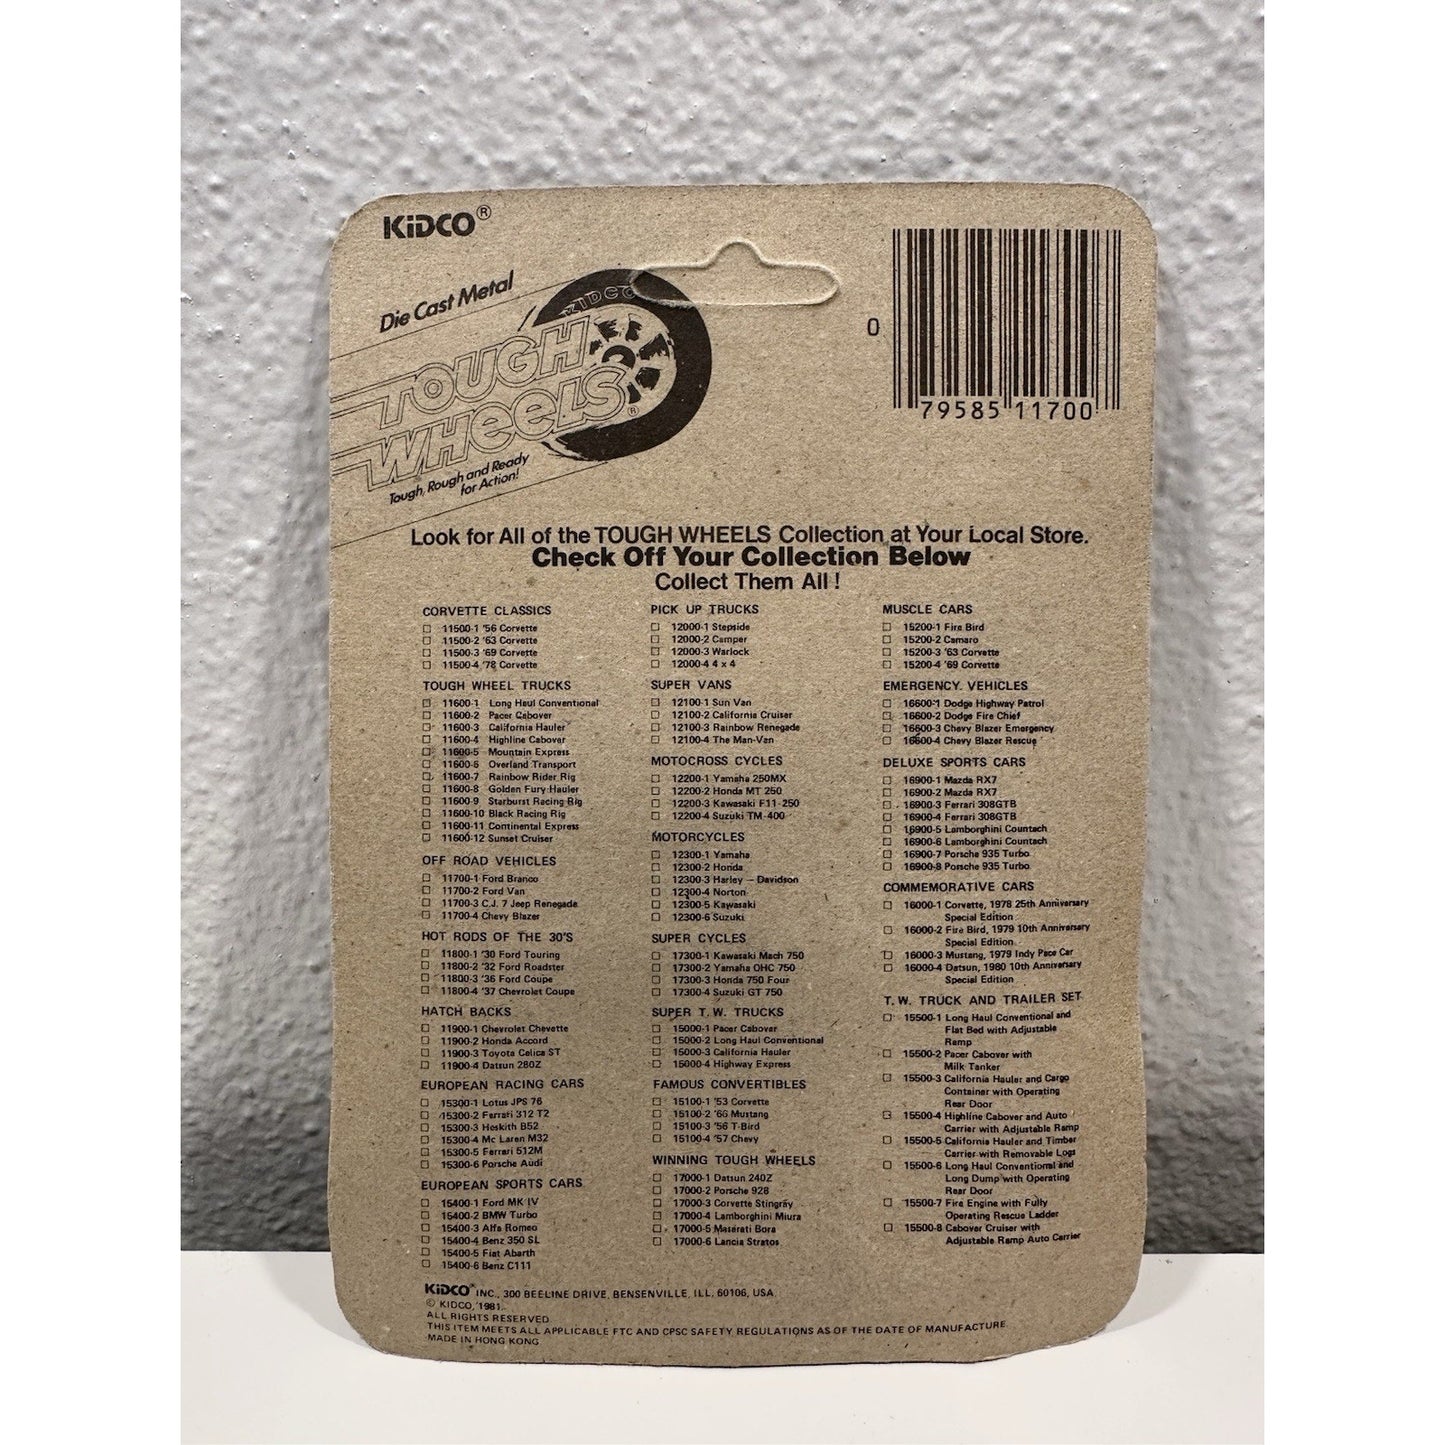 KiDCO®
Die Cast Metal
KIDCO
TOUGH
WHEELS®
Tough, Rough and Ready
for Action!
0 79585 11700
Look for All of the TOUGH WHEELS Collection at Your Local Store.
Check Off Your Collection Below
Collect Them All !
CORVETTE CLASSICS
11500-1 '56 Corvette
11500-2 '63 Corvette
11500-3 '69 Corvette
11500-4 '78 Corvette
TOUGH WHEEL TRUCKS
11600-1 Long Haul Conventional
11600-2 Pacer Cabover
11600-3 California Hauler
11600-4 Highline Cabover
11600-5 Mountain Express
11600-6 Overland Transport
11600-7 Rainbow Rider Rig
11600-8 Golden Fury Hauler
11600-9 Starburst Racing Rig
11600-10 Black Racing Rig
11600-11 Continental Express
11600-12 Sunset Cruiser
OFF ROAD VEHICLES
11700-1 Ford Branco
11700-2 Ford Van
11700-3 C.J. 7 Jeep Renegade
11700-4 Chevy Blazer
HOT RODS OF THE 30'S
11800-1 '30 Ford Touring
11800-2 '32 Ford Roadster
11800-3 '36 Ford Coupe
11800-4 '37 Chevrolet Coupe
HATCH BACKS
11900-1 Chevrolet Chevette
11900-2 Honda Accord
11900-3 Toyota Celica ST
11900-4 Datsun 280Z
EUROPEAN RACING CARS
15300-1 Lotus JPS 76
15300-2 Ferrari 312 T2
15300-3 Heskith B52
15300-4 Mc Laren M32
15300-5 Ferrari 512M
15300-6 Porsche Audi
EUROPEAN SPORTS CARS
15400-1 Ford MK IV
15400-2 BMW Turbo
15400-3 Alfa Romeo
15400-4 Benz 350 SL
15400-5 Fiat Abarth
15400-6 Benz C111
PICK UP TRUCKS
12000-1 Stepside
12000-2 Camper
12000-3 Warlock
12000-4 4 x 4
SUPER VANS
12100-1 Sun Van
12100-2 California Cruiser
12100-3 Rainbow Renegade
12100-4 The Man-Van
MOTOCROSS CYCLES
12200-1 Yamaha 250MX
12200-2 Honda MT 250
12200-3 Kawasaki F11-250
12200-4 Suzuki TM-400
MOTORCYCLES
12300-1 Yamaha
12300-2 Honda
12300-3 Harley – Davidson
12300-4 Norton
12300-5 Kawasaki
12300-6 Suzuki
SUPER CYCLES
17300-1 Kawasaki Mach 750
17300-2 Yamaha OHC 750
17300-3 Honda 750 Four
17300-4 Suzuki GT 750
SUPER T.W. TRUCKS
15000-1 Pacer Cabover
15000-2 Long Haul Conventional
15000-3 California Hauler
15000-4 Highway Express
FAMOUS CONVERTIBLES
15100-1 '53 Corvette
15100-2 '66 Mustang
15100-3 '56 T-Bird
15100-4 '57 Chevy
WINNING TOUGH WHEELS
17000-1 Datsun 240Z
17000-2 Porsche 928
17000-3 Corvette Stingray
17000-4 Lamborghini Miura
17000-5 Maserati Bora
17000-6 Lancia Stratos
MUSCLE CARS
15200-1 Fire Bird
15200-2 Camaro
15200-3 '63 Corvette
15200-4 '69 Corvette
EMERGENCY VEHICLES
16600-1 Dodge Highway Patrol
16600-2 Dodge Fire Chief
16600-3 Chevy Blazer Emergency
16600-4 Chevy Blazer Rescue
DELUXE SPORTS CARS
16900-1 Mazda RX7
16900-2 Mazda RX7
16900-3 Ferrari 308GTB
16900-4 Ferrari 308GTB
16900-5 Lamborghini Countach
16900-6 Lamborghini Countach
16900-7 Porsche 935 Turbo
16900-8 Porsche 935 Turbo
COMMEMORATIVE CARS
16000-1 Corvette, 1978 25th Anniversary
Special Edition
16000-2 Fire Bird, 1979 10th Anniversary
Special Edition
16000-3 Mustang, 1979 Indy Pace Car
16000-4 Datsun, 1980 10th Anniversary
Special Edition
T.W. TRUCK AND TRAILER SET
15500-1 Long Haul Conventional and
Flat Bed with Adjustable
Ramp
15500-2 Pacer Cabover with
Milk Tanker
15500-3 California Hauler and Cargo
Container with Operating
Rear Door
15500-4 Highline Cabover and Auto
Carrier with Adjustable Ramp
15500-5 California Hauler and Timber
Carrier with Removable Logs
15500-6 Long Haul Conventional and
Long Dump with Operating
Rear Door
15500-7 Fire Engine with Fully
Operating Rescue Ladder
15500-8 Cabover Cruiser with
Adjustable Ramp Auto Carrier
KiDCO® INC., 300 BEELINE DRIVE, BENSENVILLE, ILL. 60106, USA
© KIDCO, 1981.
ALL RIGHTS RESERVED
THIS ITEM MEETS ALL APPLICABLE FTC AND CPSC SAFETY REGULATIONS AS OF THE DATE OF MANUFACTURE.
MADE IN HONG KONG